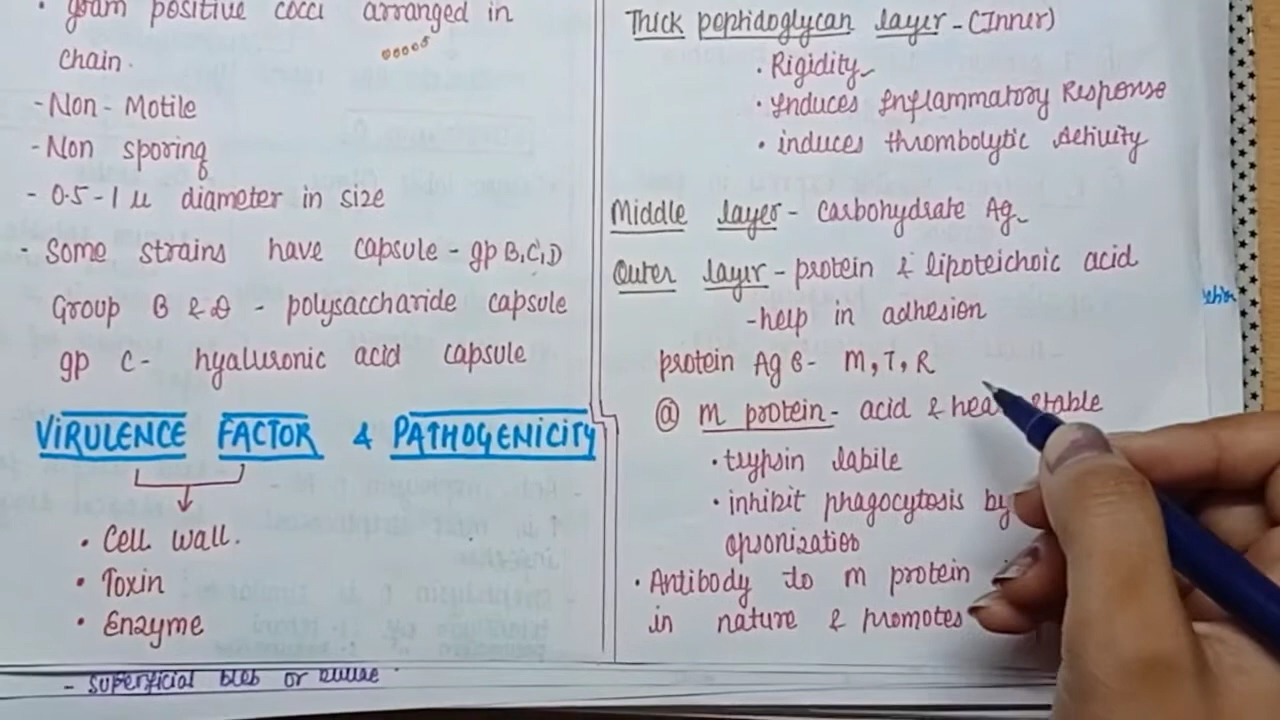 · gram positive cocci arranged in
chain.
- Non - Motile
- Non sporing
- 0.5 - 1 µ diameter in size
- Some strains have capsule - gp B, C, D
Group B & D - polysaccharide capsule
gp C - hyaluronic acid capsule
VIRULENCE FACTOR & PATHOGENICITY
· Cell wall.
· Toxin
· Enzyme
- superficial blebs or bullae
Thick peptidoglycan layer - (Inner)
· Rigidity
· Induces Inflammatory Response
· induces thrombolytic activity
Middle layer - Carbohydrate Ag
Outer layer - protein & lipoteichoic acid
- help in adhesion
protein Ag - M, T, R
@ M protein - acid & stable
· trypsin labile
· inhibit phagocytosis by
opsonization
· Antibody to m protein
in nature & promotes